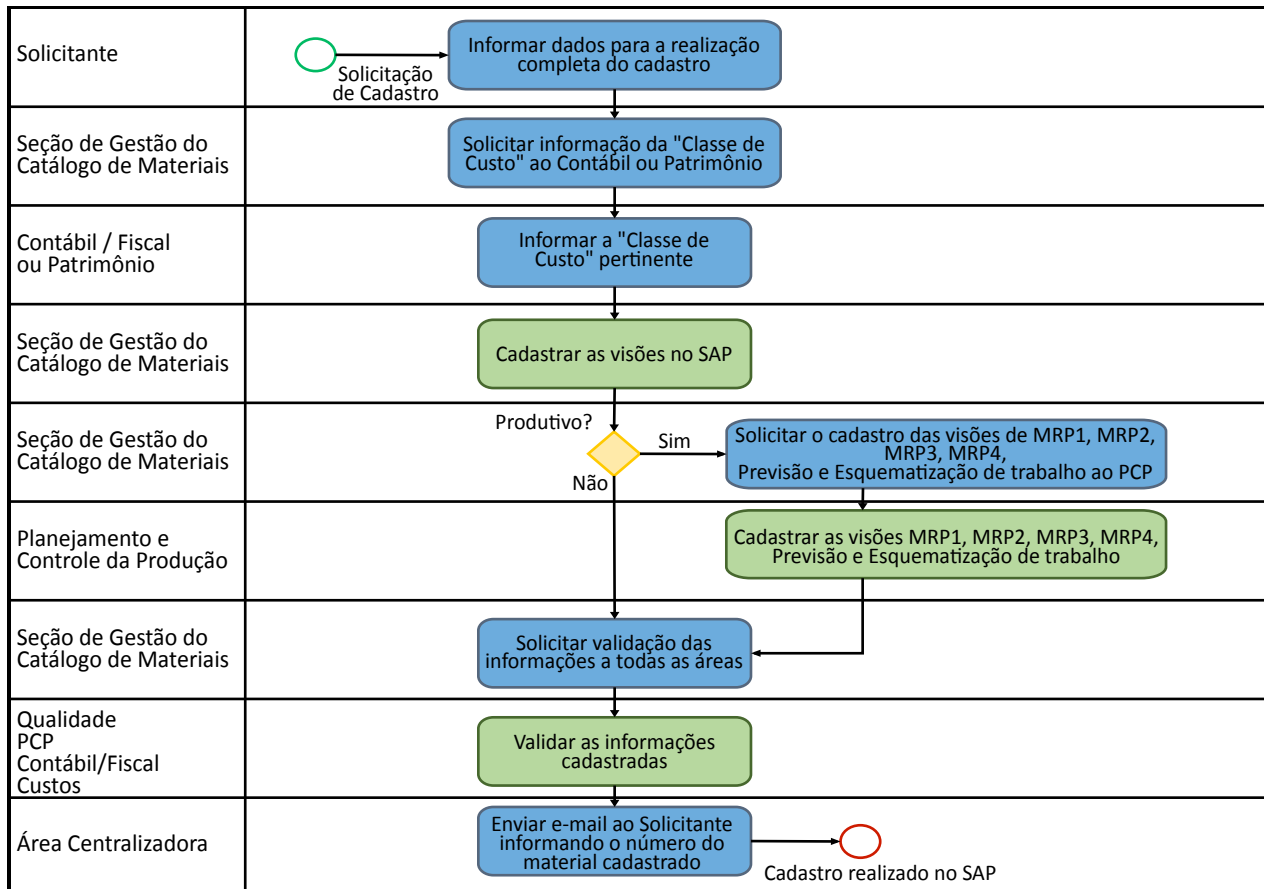 Solicitante
Solicitação
de Cadastro
Informar dados para a realização
completa do cadastro
Seção de Gestão do
Catálogo de Materiais
Solicitar informação da "Classe de
Custo" ao Contábil ou Patrimônio
Contábil / Fiscal
ou Patrimônio
Informar a "Classe de
Custo" pertinente
Seção de Gestão do
Catálogo de Materiais
Cadastrar as visões no SAP
Seção de Gestão do
Catálogo de Materiais
Produtivo?
Sim
Não
Solicitar o cadastro das visões de MRP1, MRP2,
MRP3, MRP4,
Previsão e Esquematização de trabalho ao PCP
Planejamento e
Controle da Produção
Cadastrar as visões MRP1, MRP2, MRP3, MRP4,
Previsão e Esquematização de trabalho
Seção de Gestão do
Catálogo de Materiais
Solicitar validação das
informações a todas as áreas
Qualidade
PCP
Contábil/Fiscal
Custos
Validar as informações
cadastradas
Área Centralizadora
Enviar e-mail ao Solicitante
informando o número do
material cadastrado
Cadastro realizado no SAP